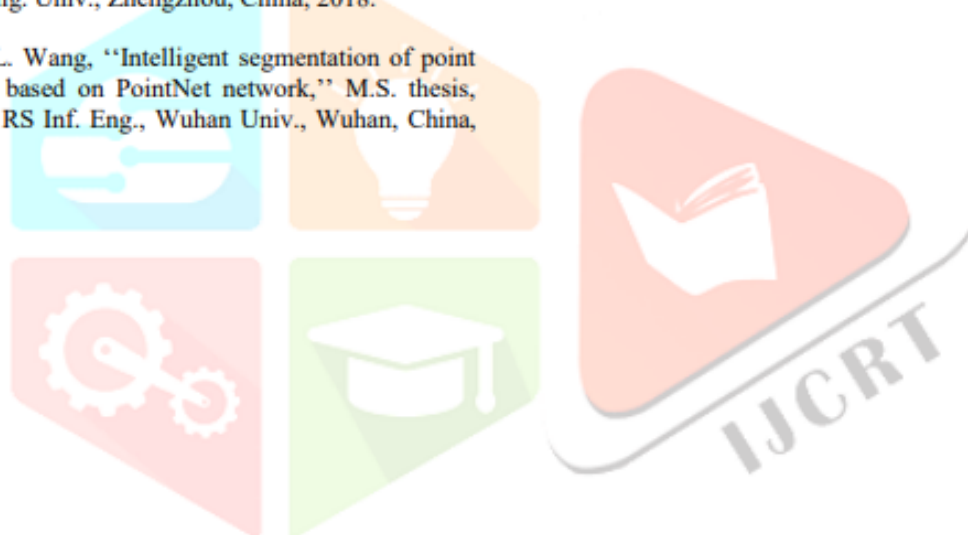 Univ., Zhengzhou, China, 2018.
L. Wang, ‘‘Intelligent segmentation of point
based on PointNet network,’’ M.S. thesis,
RS Inf. Eng., Wuhan Univ., Wuhan, China,
IJCRT